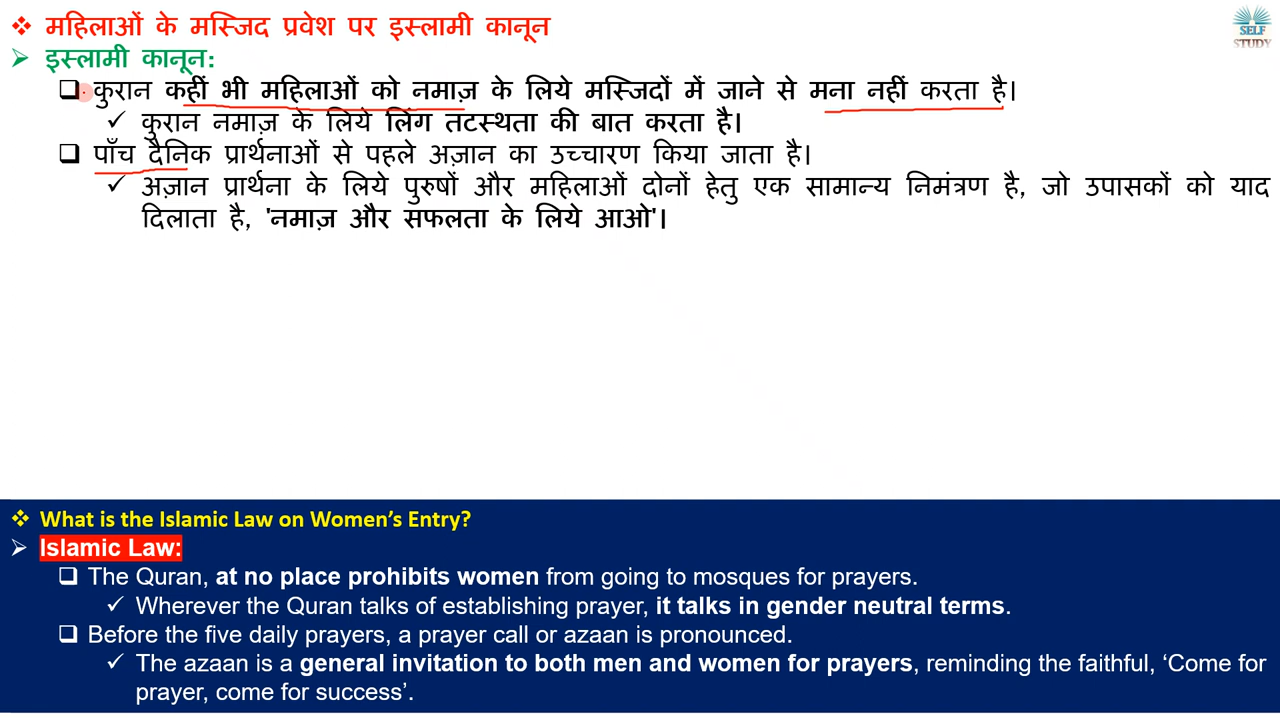 ❖ महिलाओं के मस्जिद प्रवेश पर इस्लामी कानून
SELF
STUDY
➢ इस्लामी कानून:
❑ कुरान कहीं भी महिलाओं को नमाज़ के लिये मस्जिदों में जाने से मना नहीं करता है।
✓ कुरान नमाज़ के लिये लिंग तटस्थता की बात करता है।
❑ पाँच दैनिक प्रार्थनाओं से पहले अज़ान का उच्चारण किया जाता है।
✓ अज़ान प्रार्थना के लिये पुरुषों और महिलाओं दोनों हेतु एक सामान्य निमंत्रण है, जो उपासकों को याद
दिलाता है, 'नमाज़ और सफलता के लिये आओ'।
❖ What is the Islamic Law on Women’s Entry?
➢ Islamic Law:
❑ The Quran, at no place prohibits women from going to mosques for prayers.
✓ Wherever the Quran talks of establishing prayer, it talks in gender neutral terms.
❑ Before the five daily prayers, a prayer call or azaan is pronounced.
✓ The azaan is a general invitation to both men and women for prayers, reminding the faithful, ‘Come for
prayer, come for success’.